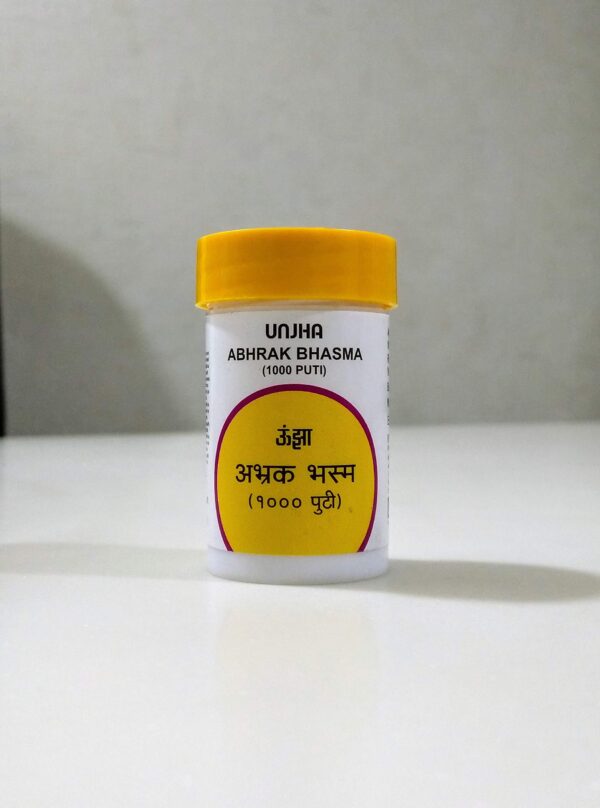 UNJHA
ABHRAK BHASMA
(1000 PUTI)
ऊंझा
अभ्रक भस्म
(१००० पुटी)